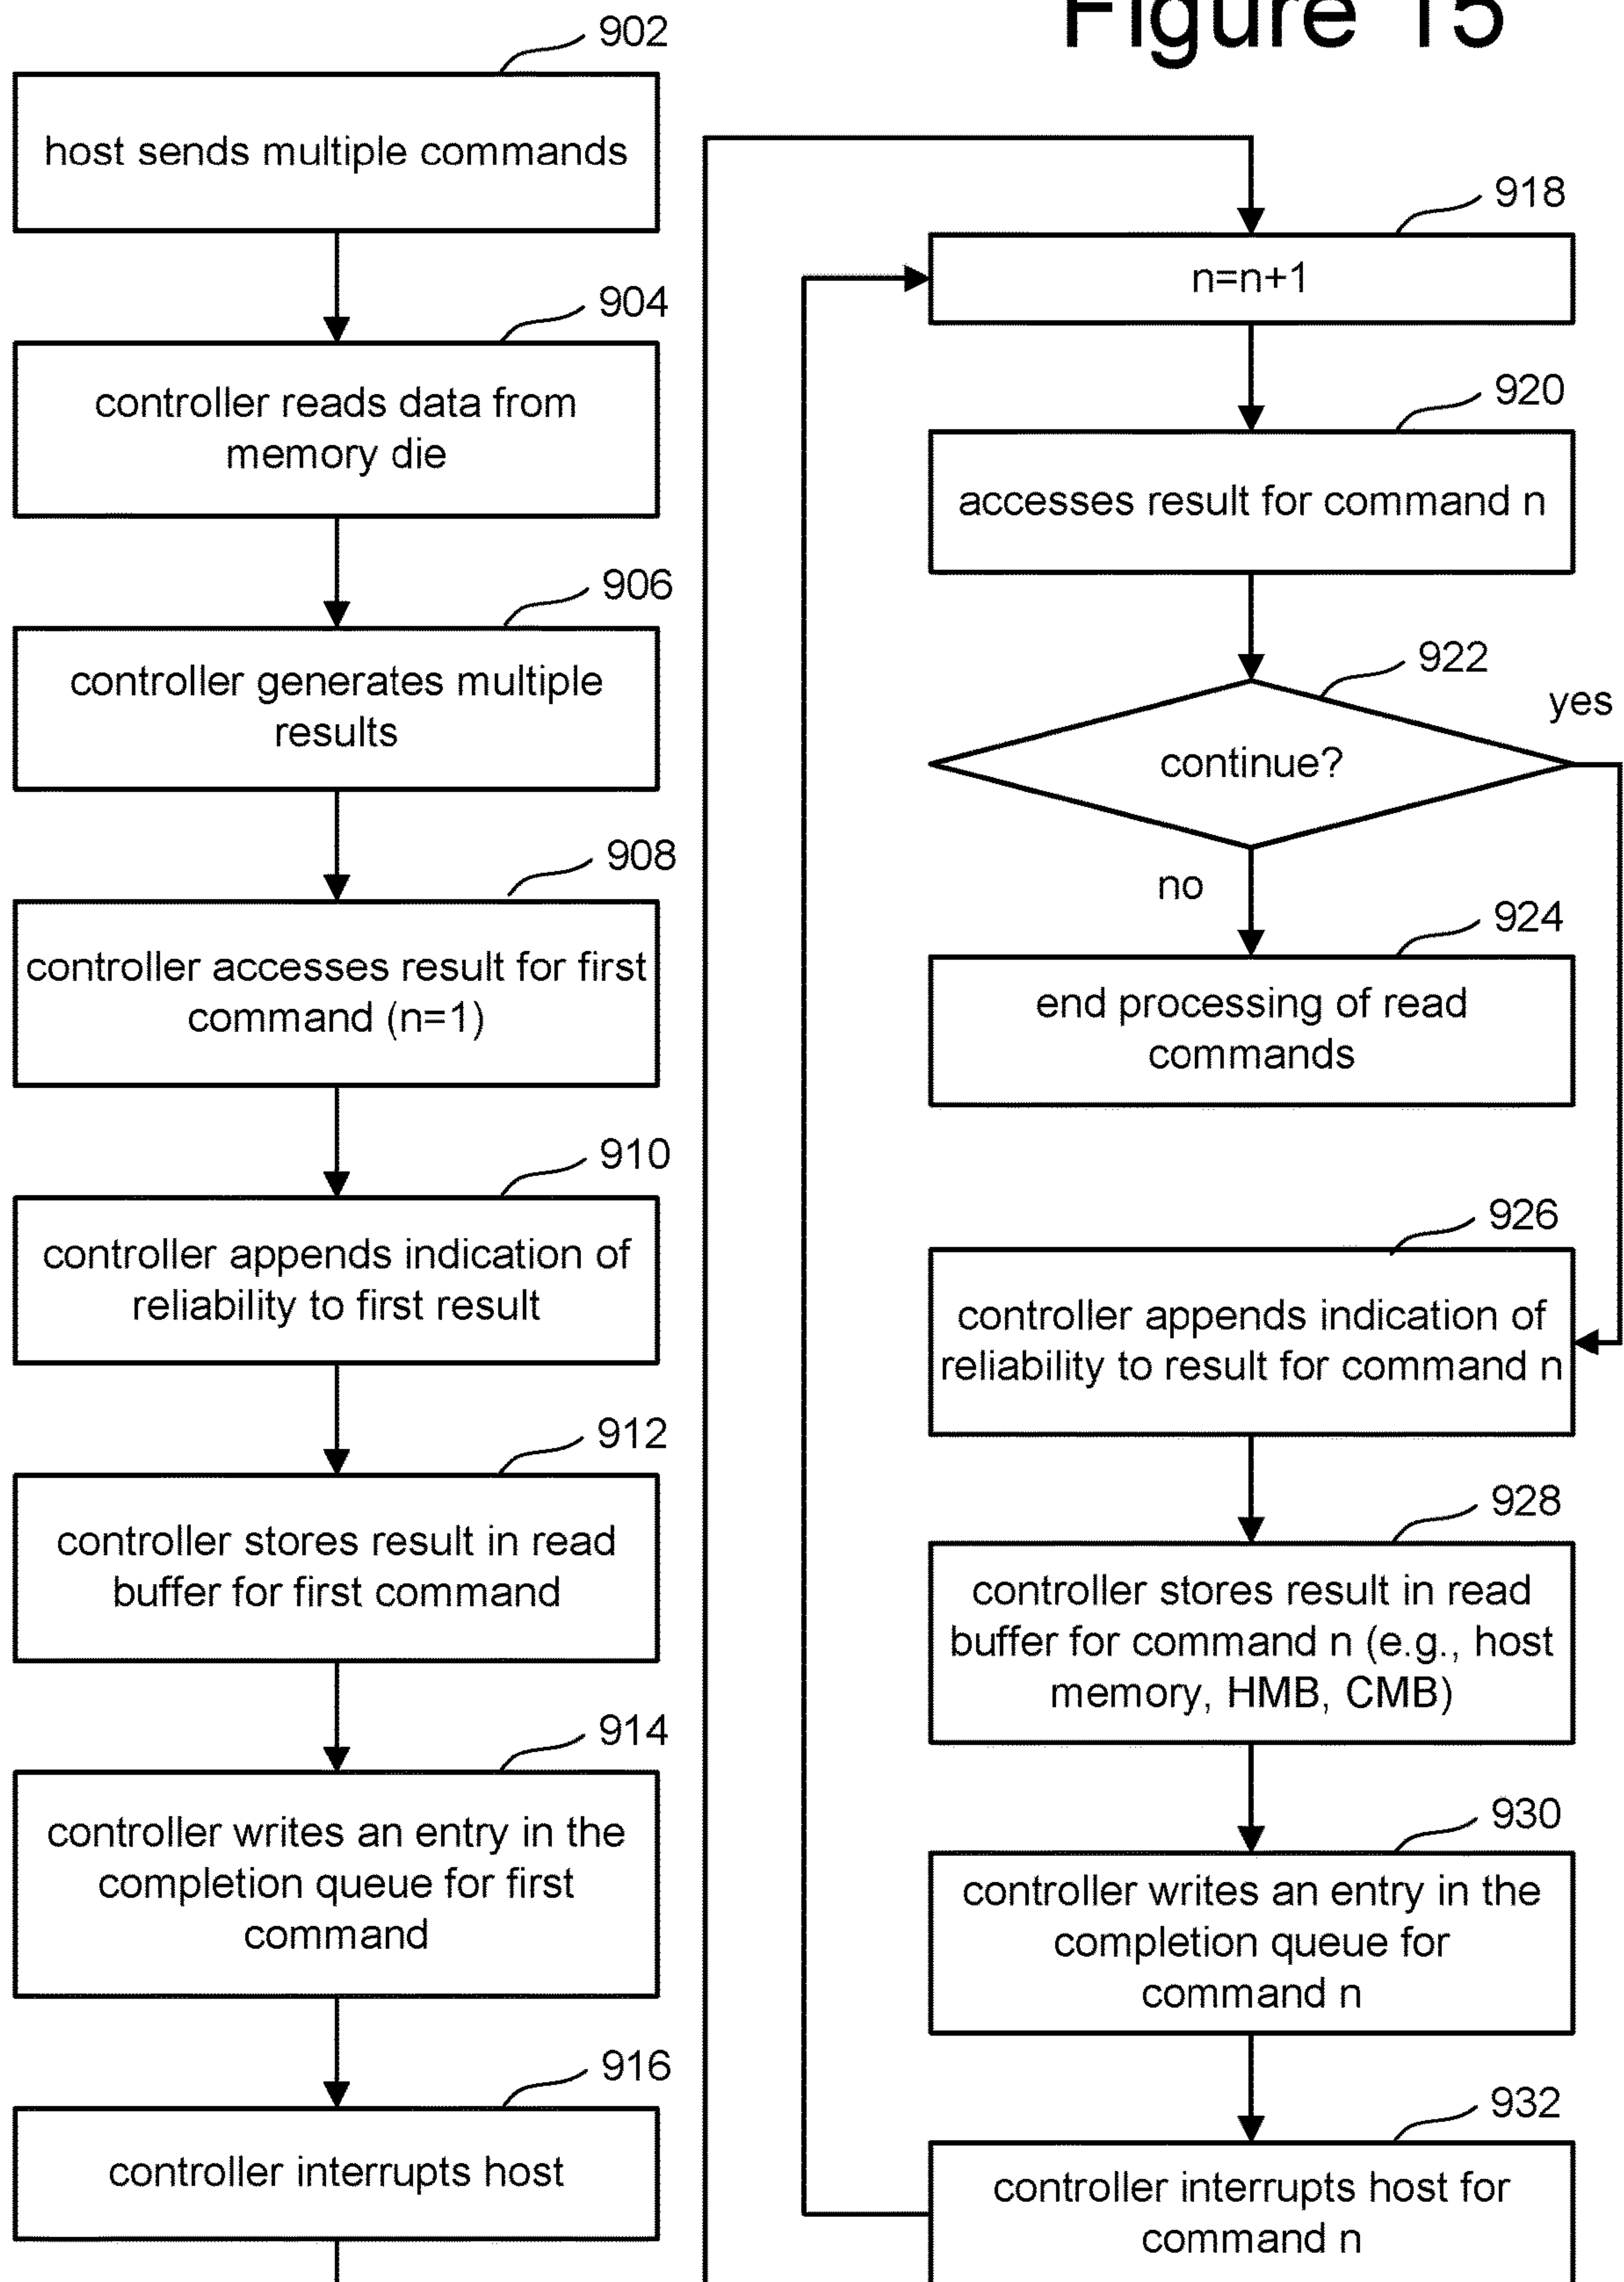 Figure 15
902
host sends multiple commands
904
controller reads data from
memory die
906
controller generates multiple
results
908
controller accesses result for first
command (n=1)
910
controller appends indication of
reliability to first result
912
controller stores result in read
buffer for first command
914
controller writes an entry in the
completion queue for first
command
916
controller interrupts host
918
n=n+1
920
accesses result for command n
922
continue?
yes
no
924
end processing of read
commands
926
controller appends indication of
reliability to result for command n
928
controller stores result in read
buffer for command n (e.g., host
memory, HMB, CMB)
930
controller writes an entry in the
completion queue for
command n
932
controller interrupts host for
command n